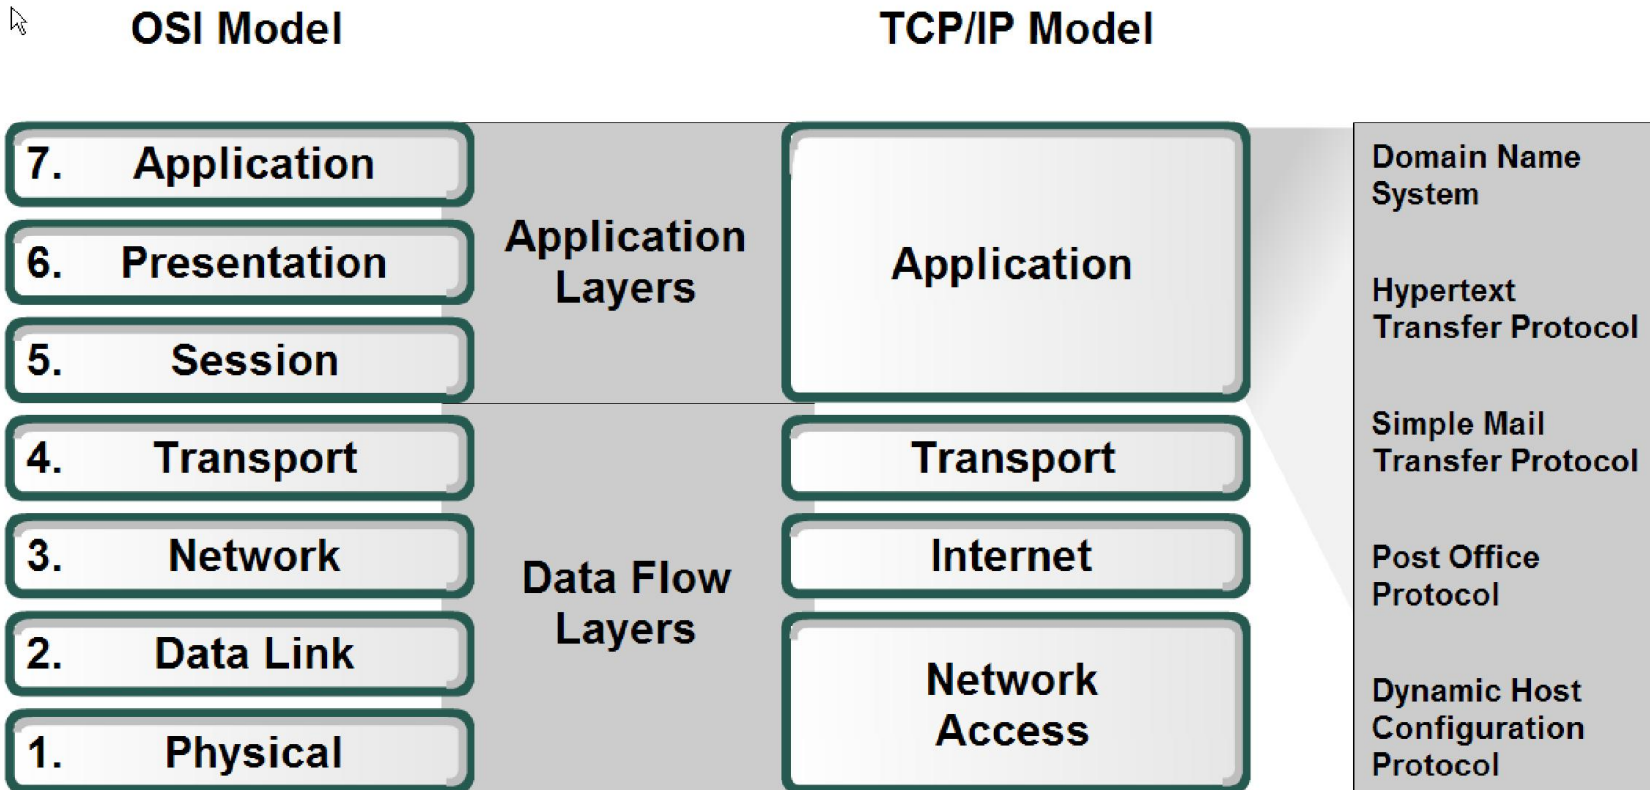 OSI Model
TCP/IP Model
7. Application
6. Presentation
5. Session
4. Transport
3. Network
2. Data Link
1. Physical
Application
Layers
Data Flow
Layers
Application
Transport
Internet
Network
Access
Domain Name
System
Hypertext
Transfer Protocol
Simple Mail
Transfer Protocol
Post Office
Protocol
Dynamic Host
Configuration
Protocol